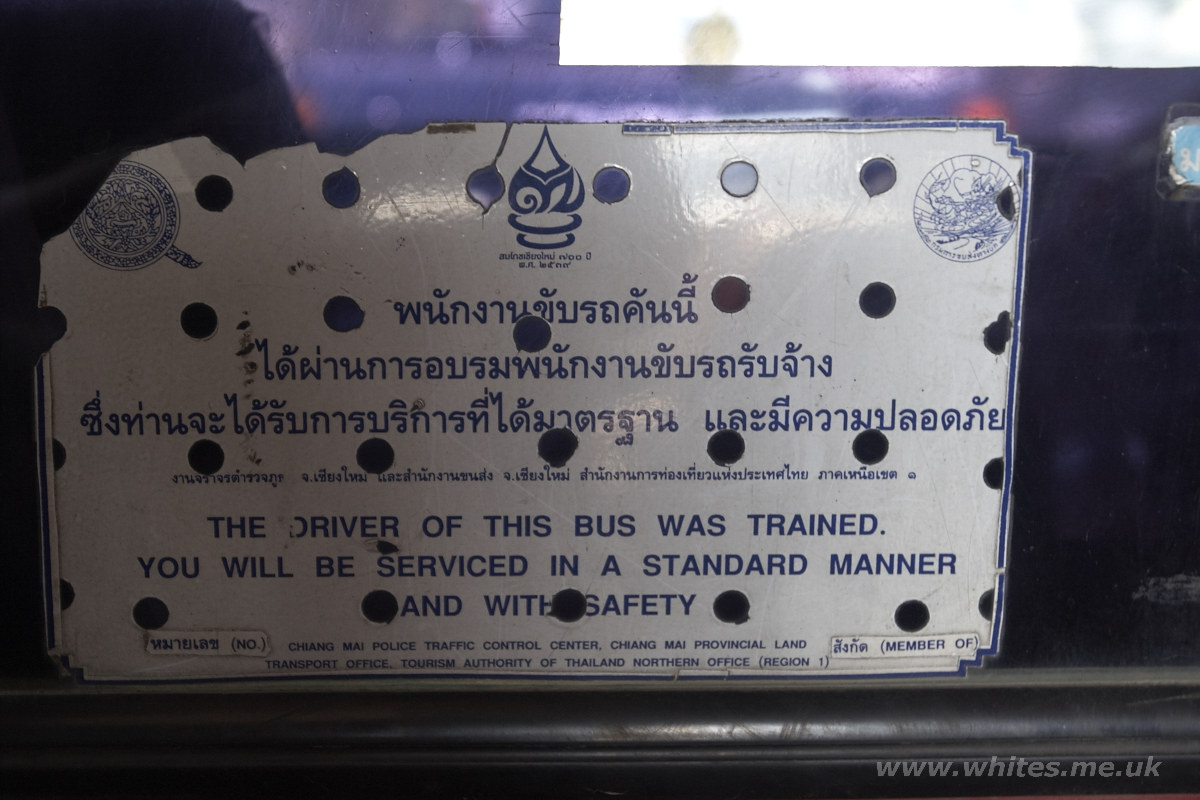 สมโภชเชียงใหม่ ๗๐๐ ปี
พ.ศ. ๒๕๓๙
พนักงานขับรถคันนี้
ได้ผ่านการอบรมพนักงานขับรถรับจ้าง
ซึ่งท่านจะได้รับการบริการที่ได้มาตรฐาน และมีความปลอดภัย
งานจราจรตำรวจภูธ จ.เชียงใหม่ และสำนักงานขนส่ง จ.เชียงใหม่ สำนักงานการท่องเที่ยวแห่งประเทศไทย ภาคเหนือเขต ๑
THE DRIVER OF THIS BUS WAS TRAINED.
YOU WILL BE SERVICED IN A STANDARD MANNER
AND WITH SAFETY
หมายเลข (NO.)
CHIANG MAI POLICE TRAFFIC CONTROL CENTER, CHIANG MAI PROVINCIAL LAND
TRANSPORT OFFICE, TOURISM AUTHORITY OF THAILAND NORTHERN OFFICE (REGION 1)
สังกัด (MEMBER OF)
www.whites.me.uk